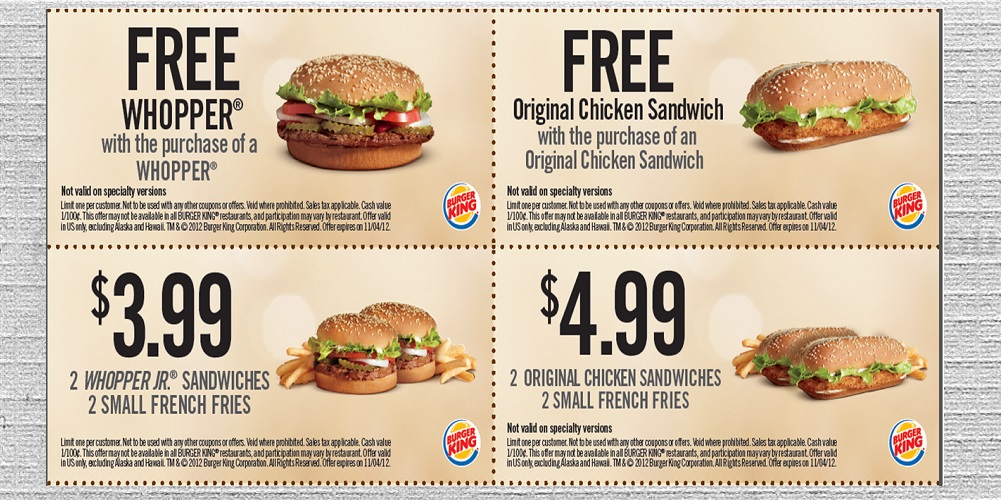 FREE
WHOPPER®
with the purchase of a
WHOPPER®
Not valid on specialty versions
Limit one per customer. Not to be used with any other coupons or offers. Void where prohibited. Sales tax applicable. Cash value
1/100¢. This offer may not be available in all BURGER KING® restaurants, and participation may vary by restaurant. Offer valid
in US only, excluding Alaska and Hawaii. TM & © 2012 Burger King Corporation. All Rights Reserved. Offer expires on 11/04/12.
BURGER
KING
FREE
Original Chicken Sandwich
with the purchase of an
Original Chicken Sandwich
Not valid on specialty versions
Limit one per customer. Not to be used with any other coupons or offers. Void where prohibited. Sales tax applicable. Cash value
1/100¢. This offer may not be available in all BURGER KING® restaurants, and participation may vary by restaurant. Offer valid
in US only, excluding Alaska and Hawaii. TM & © 2012 Burger King Corporation. All Rights Reserved. Offer expires on 11/04/12.
BURGER
KING
$3.99
2 WHOPPER JR.® SANDWICHES
2 SMALL FRENCH FRIES
Limit one per customer. Not to be used with any other coupons or offers. Void where prohibited. Sales tax applicable. Cash value
1/100¢. This offer may not be available in all BURGER KING® restaurants, and participation may vary by restaurant. Offer valid
in US only, excluding Alaska and Hawaii. TM & © 2012 Burger King Corporation. All Rights Reserved. Offer expires on 11/04/12.
BURGER
KING
$4.99
2 ORIGINAL CHICKEN SANDWICHES
2 SMALL FRENCH FRIES
Not valid on specialty versions
Limit one per customer. Not to be used with any other coupons or offers. Void where prohibited. Sales tax applicable. Cash value
1/100¢. This offer may not be available in all BURGER KING® restaurants, and participation may vary by restaurant. Offer valid
in US only, excluding Alaska and Hawaii. TM & © 2012 Burger King Corporation. All Rights Reserved. Offer expires on 11/04/12.
BURGER
KING